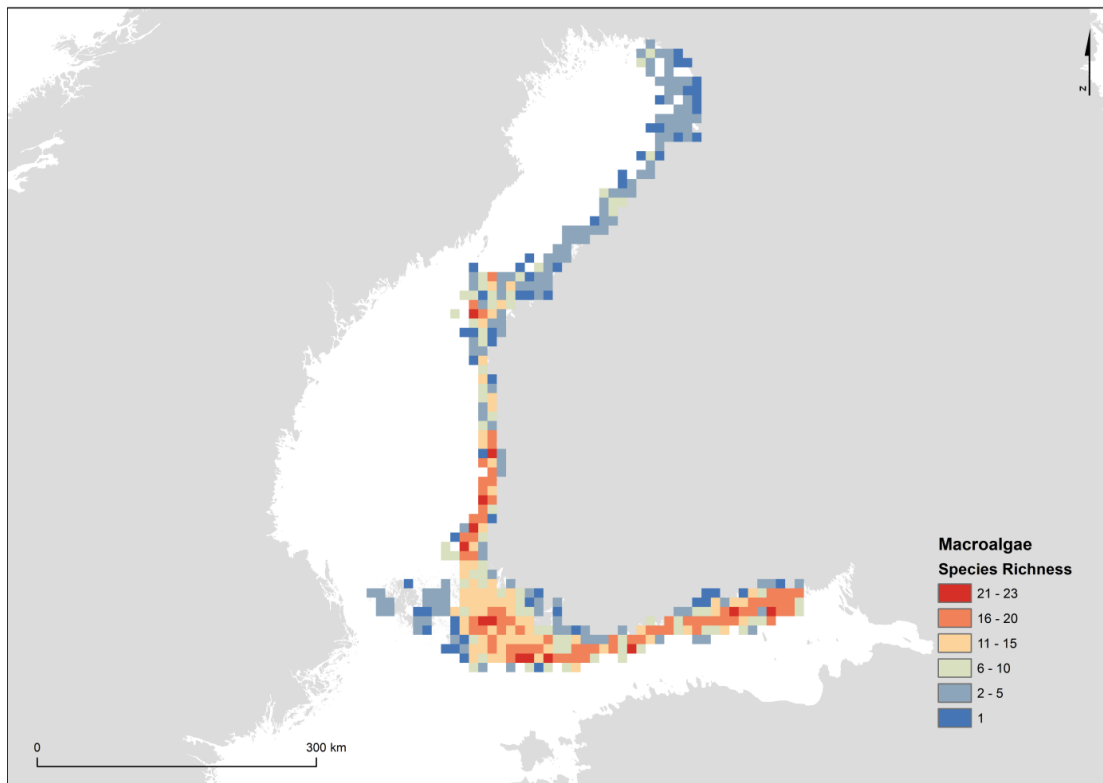 N
Macroalgae
Species Richness
21 - 23
16 - 20
11 - 15
6 - 10
2 - 5
1
0 300 km